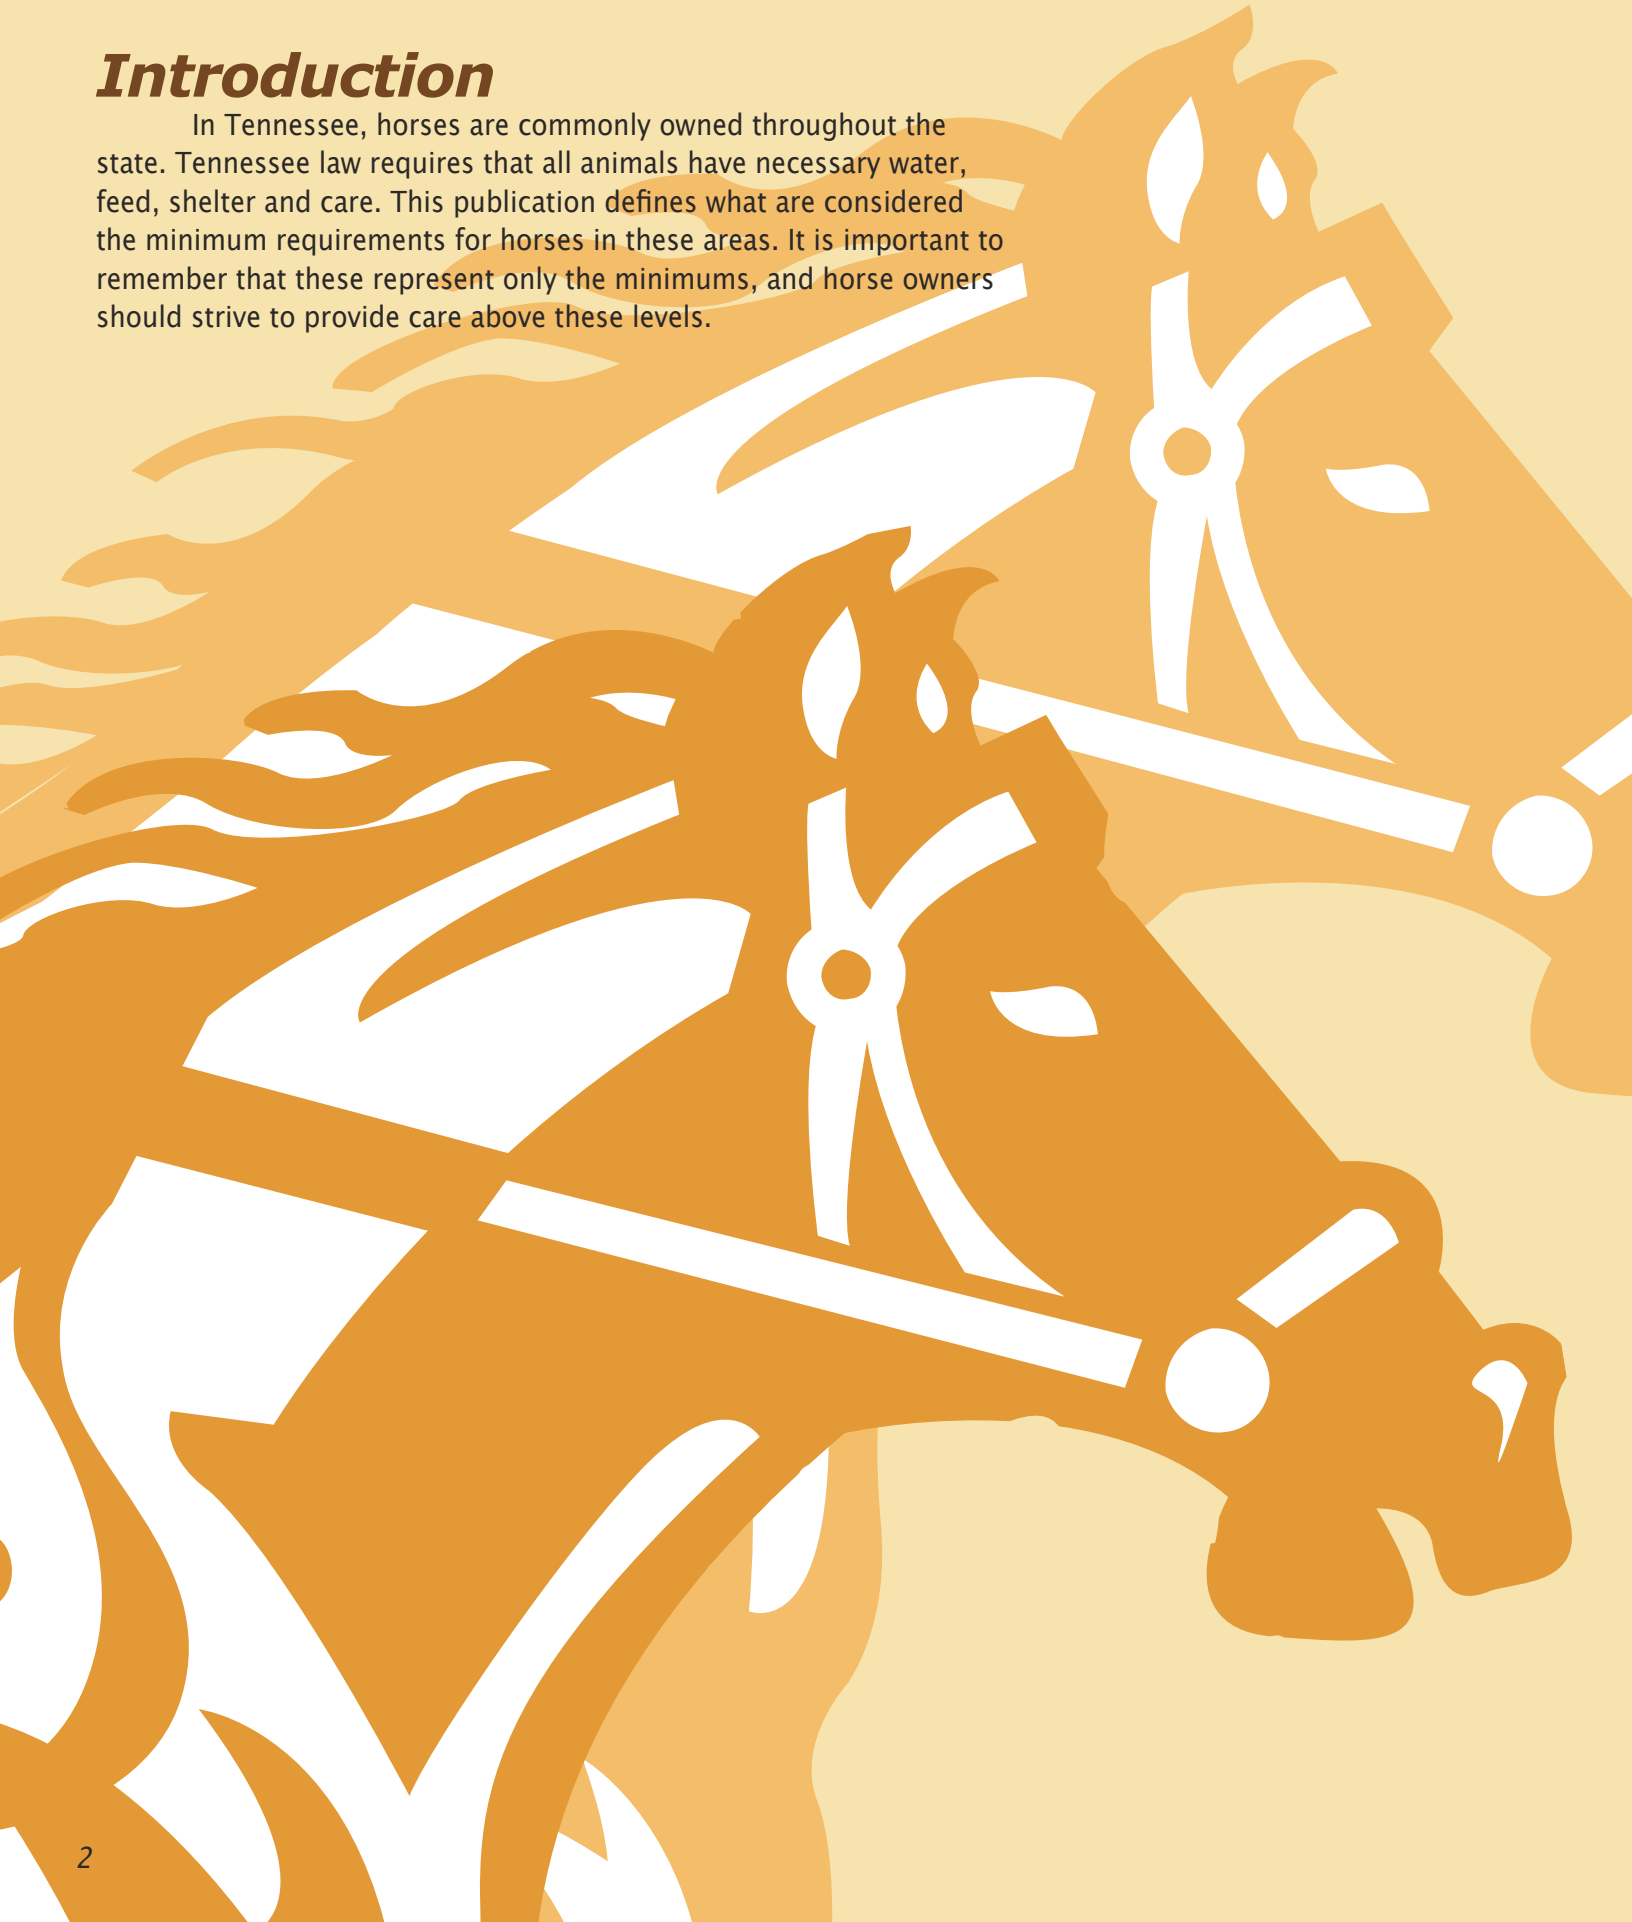 Introduction
In Tennessee, horses are commonly owned throughout the
state. Tennessee law requires that all animals have necessary water,
feed, shelter and care. This publication defines what are considered
the minimum requirements for horses in these areas. It is important to
remember that these represent only the minimums, and horse owners
should strive to provide care above these levels.
2